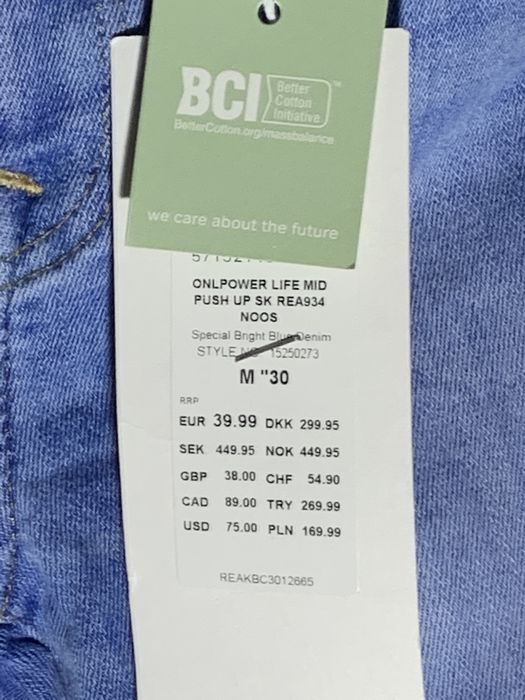 BCI Better
Cotton
Initiative ™
BetterCotton.org/massbalance
we care about the future
ONLPOWER LIFE MID
PUSH UP SK REA934
NOOS
Special Bright Blue Denim
STYLE 15250273
M "30
RRP
EUR 39.99 DKK 299.95
SEK 449.95 NOK 449.95
GBP 38.00 CHF 54.90
CAD 89.00 TRY 269.99
USD 75.00 PLN 169.99
REAKBC3012665